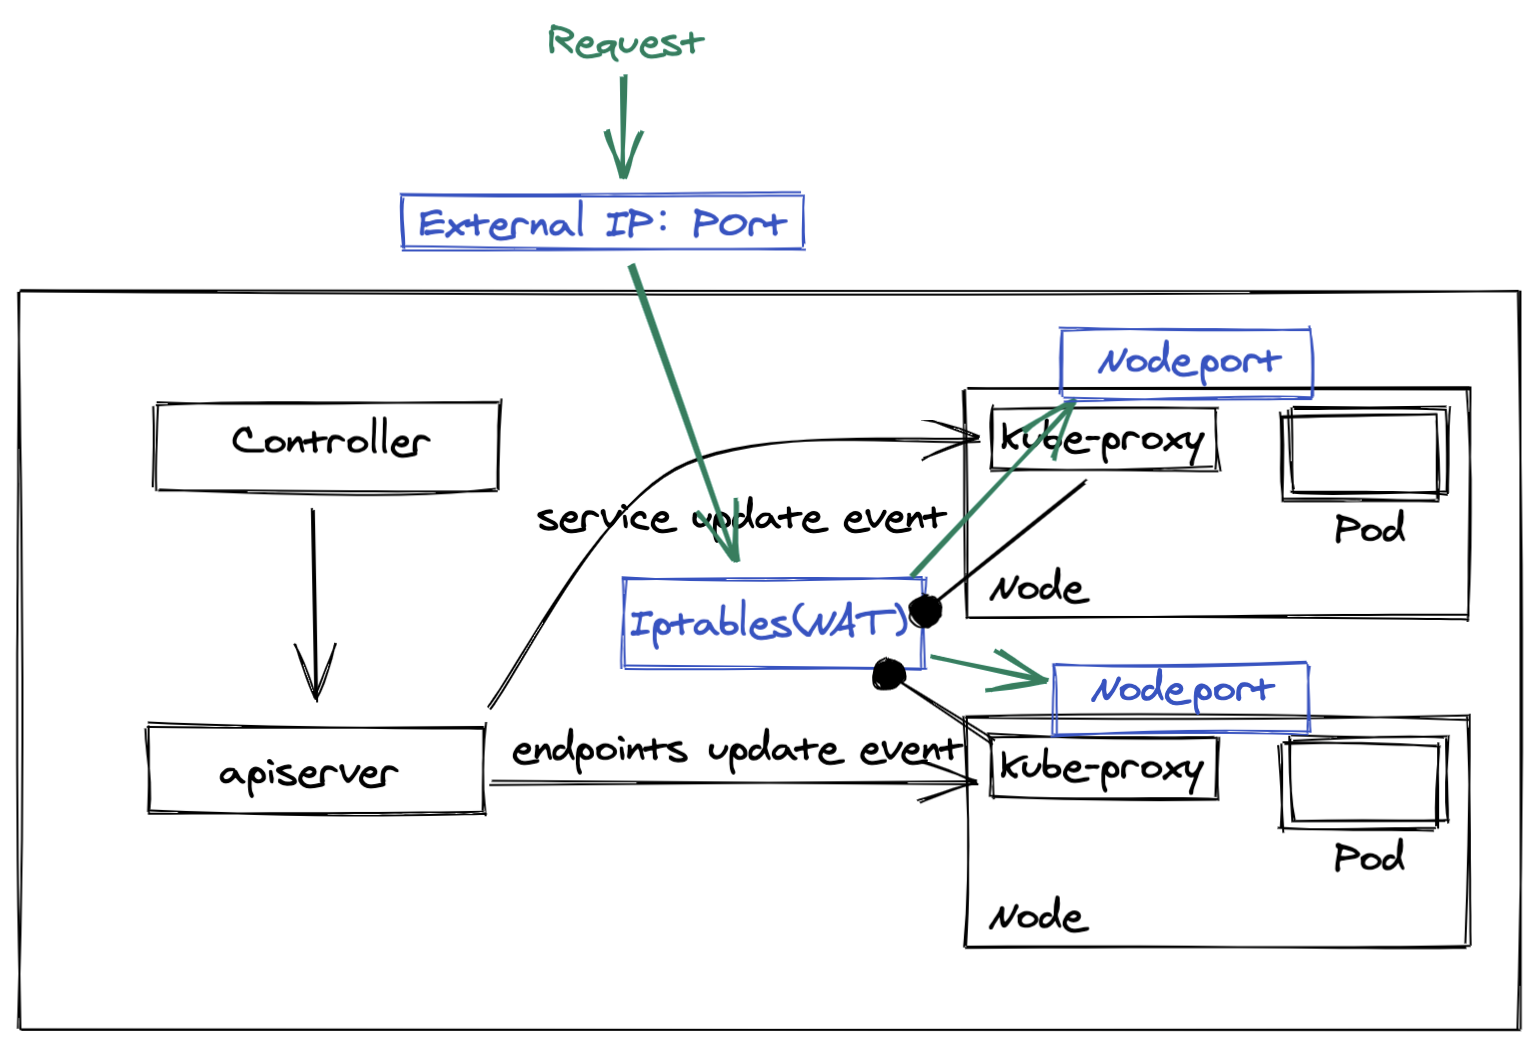 Request
External IP: POrt
Nodeport
Controller
kube-proxy
service update event
Pod
Node
Iptables(NAT)
Nodeport
endpoints update event
apiserver
kube-proxy
Pod
Node